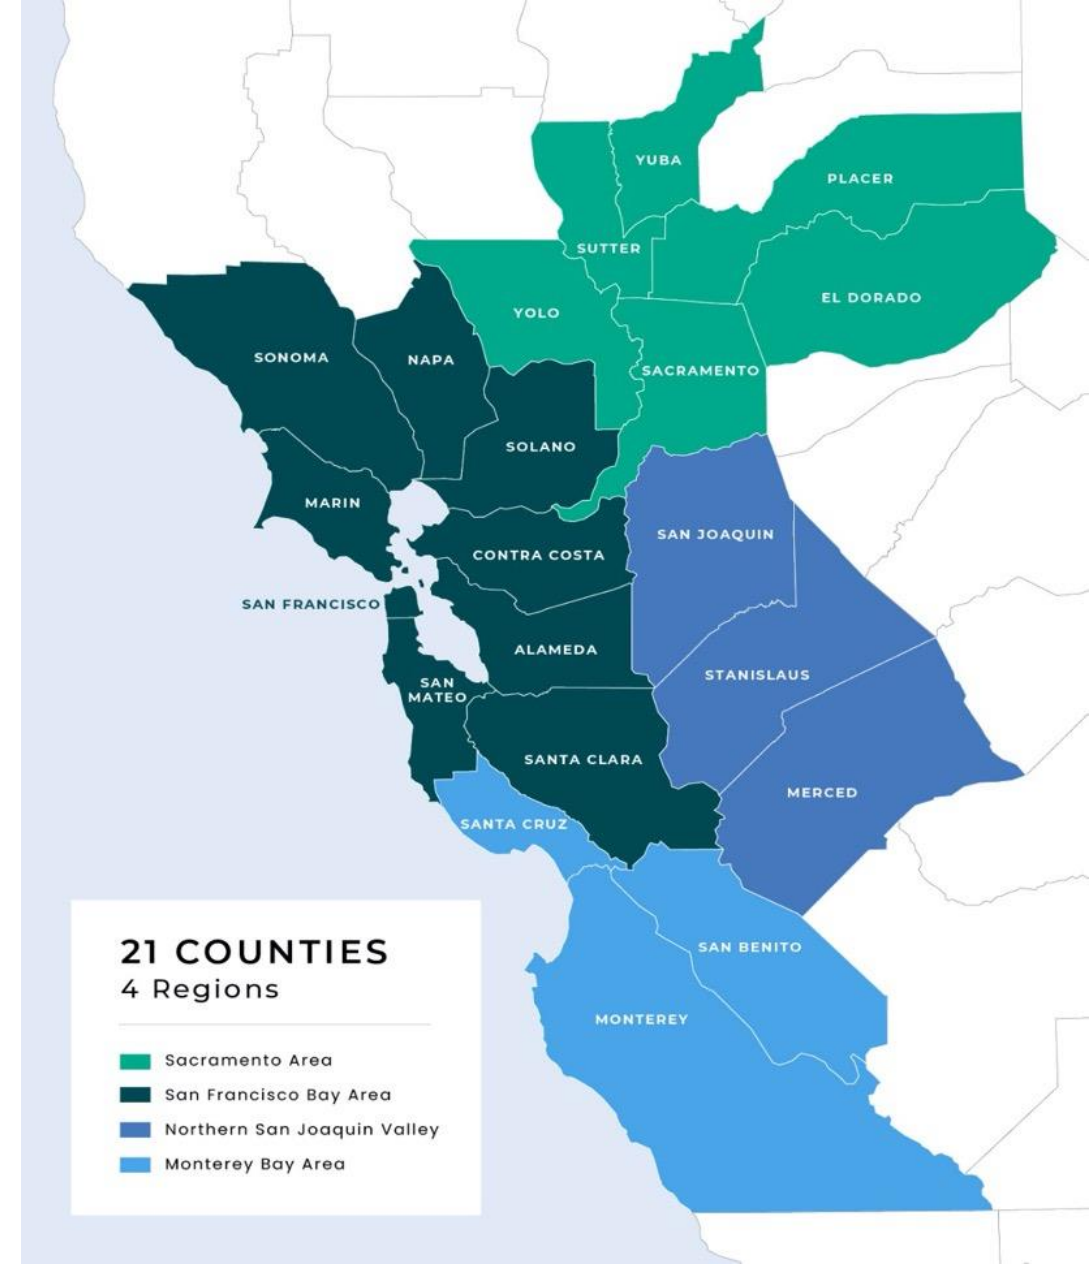 YUBA
PLACER
SUTTER
EL DORADO
YOLO
SONOMA
NAPA
SACRAMENTO
SOLANO
MARIN
SAN JOAQUIN
CONTRA COSTA
SAN FRANCISCO
ALAMEDA
STANISLAUS
SAN
MATEO
SANTA CLARA
MERCED
SANTA CRUZ
SAN BENITO
MONTEREY
21 COUNTIES
4 Regions
Sacramento Area
San Francisco Bay Area
Northern San Joaquin Valley
Monterey Bay Area